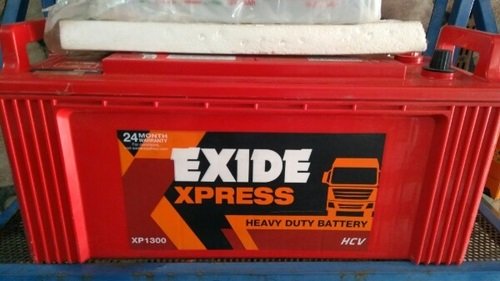 24 MONTH
WARRANTY
EXIDE
XPRESS
HEAVY DUTY BATTERY
XP1300
HCV